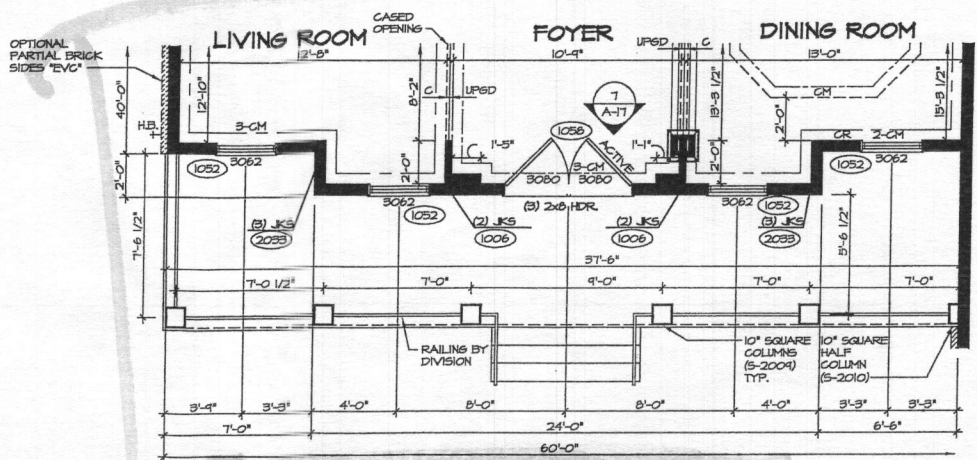 OPTIONAL
PARTIAL BRICK
SIDES "EVC"
LIVING ROOM
CASED
OPENING
FOYER
DINING ROOM
12'-8"
10'-9"
13'-0"
UPGD
C
C
UPGD
40'-0"
12'-10"
8'-2"
7
A-17
13'-8 1/2"
15'-8 1/2"
CM
2'-0"
H.B.
3-CM
1058
CR
2-CM
1'-5"
ACTIVE
1'-1"
1052
3062
3-CM
3080
3080
3062
1052
2'-0"
2'-0"
2'-0"
(3) 2x8 HDR.
3062
1052
3062
1052
(3) JKS
2033
(2) JKS
1006
(2) JKS
1006
(3) JKS
2033
7'-6 1/2"
5'-6 1/2"
37'-6"
7'-0 1/2"
7'-0"
9'-0"
7'-0"
7'-0"
RAILING BY
DIVISION
10" SQUARE
COLUMNS
(S-2009)
TYP.
10" SQUARE
HALF
COLUMN
(S-2010)
3'-9"
3'-3"
4'-0"
8'-0"
8'-0"
4'-0"
3'-3"
3'-3"
7'-0"
24'-0"
6'-6"
60'-0"